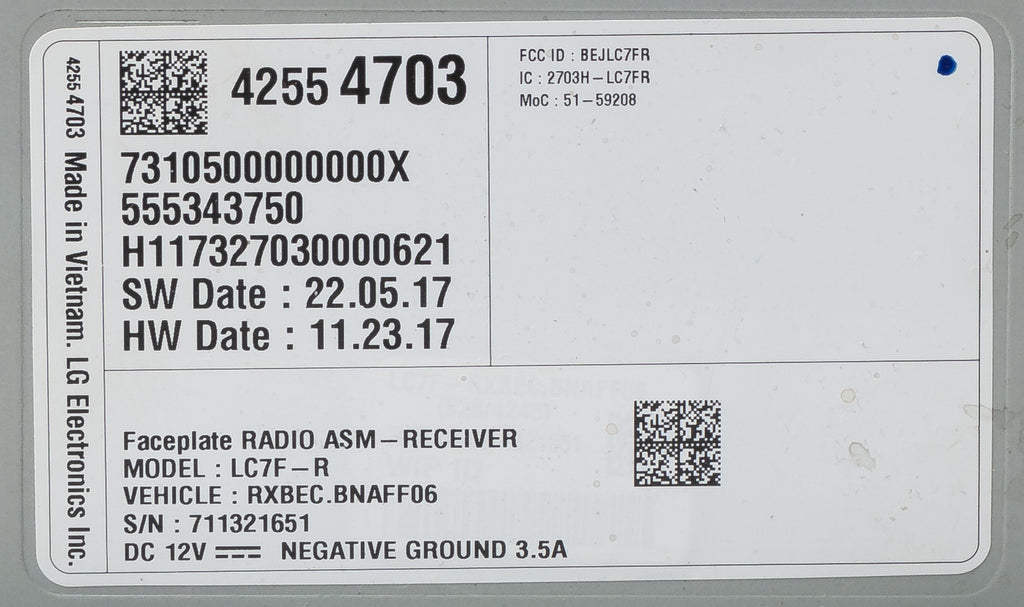 4255 4703 Made in Vietnam. LG Electronics Inc.
4255 4703
7310500000000X
555343750
H117327030000621
SW Date : 22.05.17
HW Date : 11.23.17
FCC ID : BEJLC7FR
IC : 2703H-LC7FR
MoC : 51-59208
Faceplate RADIO ASM-RECEIVER
MODEL : LC7F-R
VEHICLE : RXBEC.BNAFF06
S/N : 711321651
DC 12V NEGATIVE GROUND 3.5A